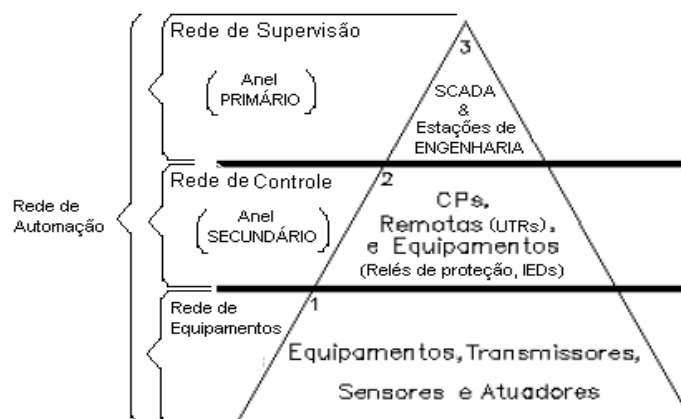 Rede de Supervisão
Anel
PRIMÁRIO
3
SCADA
&
Estações de
ENGENHARIA
Rede de
Automação
Rede de Controle
Anel
SECUNDÁRIO
2
CPs,
Remotas (UTRs),
e Equipamentos
(Relés de proteção, IEDs)
Rede de
Equipamentos
1
Equipamentos, Transmissores,
Sensores e Atuadores